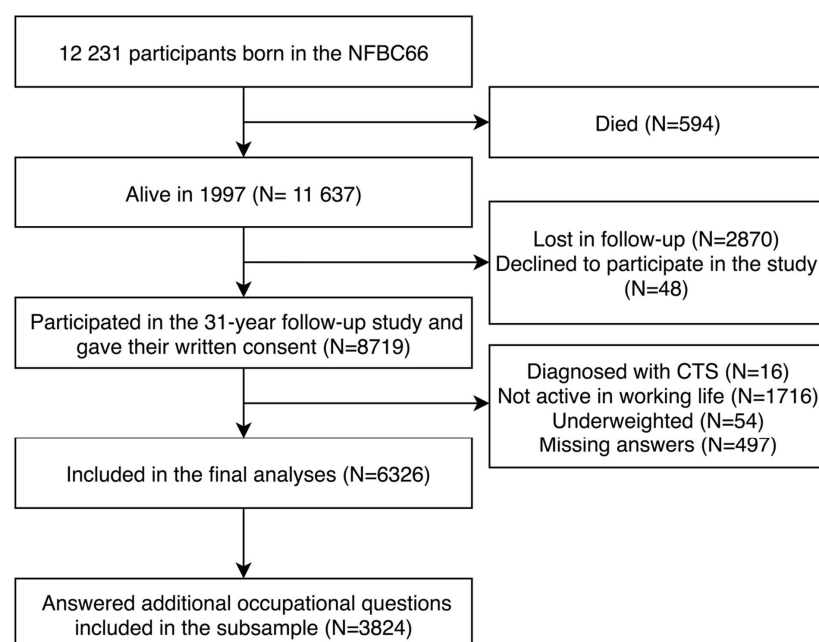 12 231 participants born in the NFBC66
Died (N=594)
Alive in 1997 (N= 11 637)
Lost in follow-up (N=2870)
Declined to participate in the study
(N=48)
Participated in the 31-year follow-up study and
gave their written consent (N=8719)
Diagnosed with CTS (N=16)
Not active in working life (N=1716)
Underweighted (N=54)
Missing answers (N=497)
Included in the final analyses (N=6326)
Answered additional occupational questions
included in the subsample (N=3824)